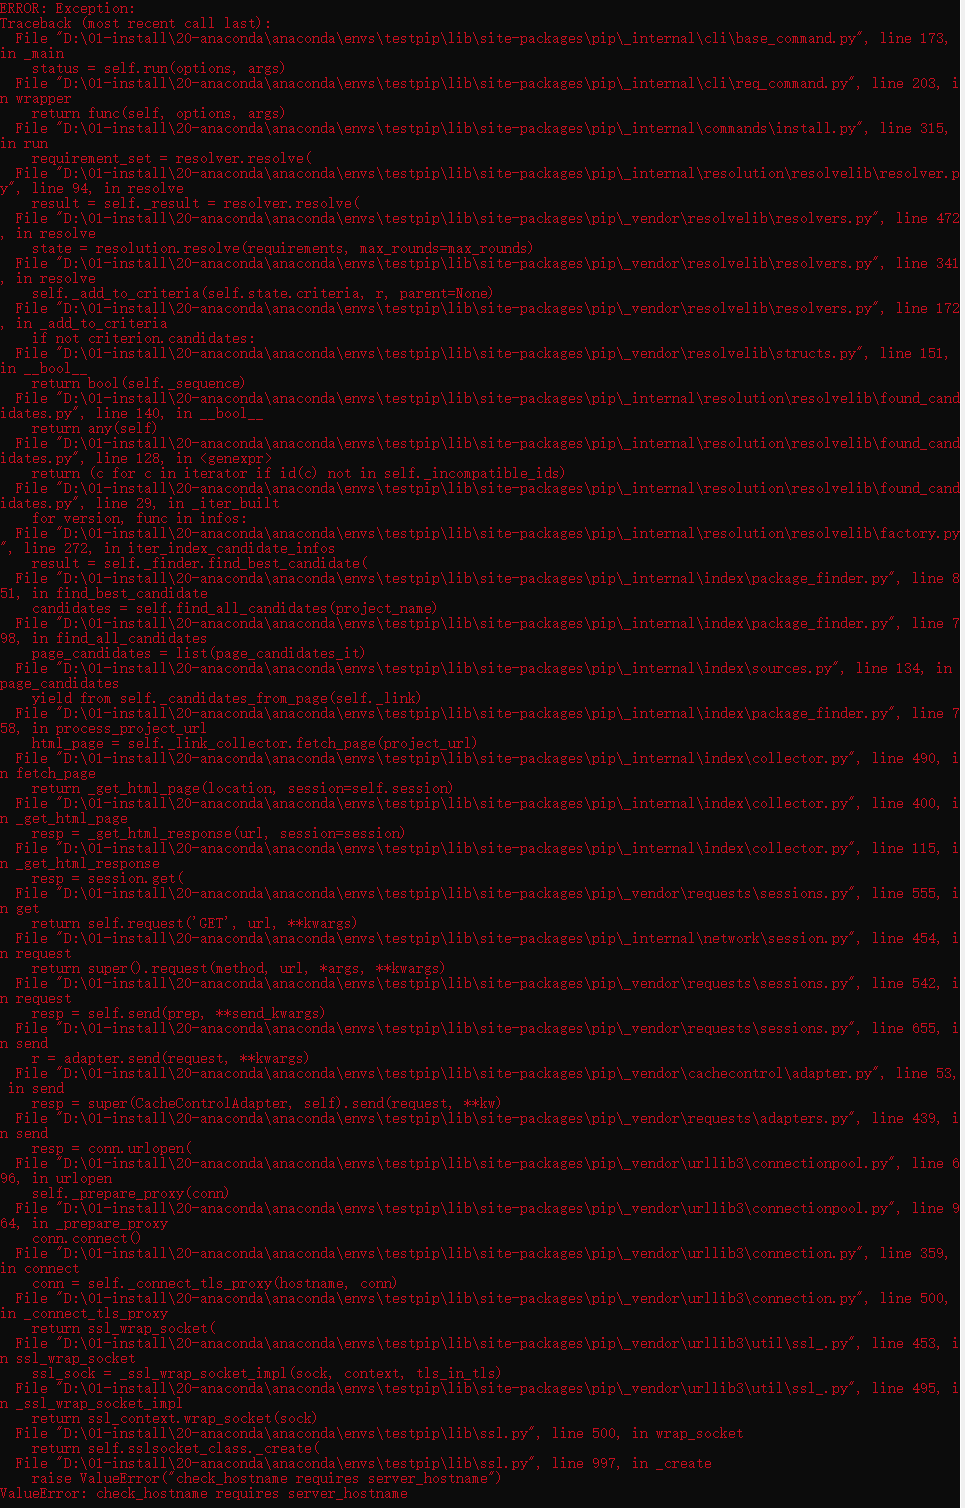 ERROR: Exception:
Traceback (most recent call last):
  File "D:\01-install\20-anaconda\anaconda\envs\testpip\lib\site-packages\pip\_internal\cli\base_command.py", line 173,
in _main
    status = self.run(options, args)
  File "D:\01-install\20-anaconda\anaconda\envs\testpip\lib\site-packages\pip\_internal\cli\req_command.py", line 203, i
n wrapper
    return func(self, options, args)
  File "D:\01-install\20-anaconda\anaconda\envs\testpip\lib\site-packages\pip\_internal\commands\install.py", line 315,
in run
    requirement_set = resolver.resolve(
  File "D:\01-install\20-anaconda\anaconda\envs\testpip\lib\site-packages\pip\_internal\resolution\resolvelib\resolver.p
y", line 94, in resolve
    result = self._result = resolver.resolve(
  File "D:\01-install\20-anaconda\anaconda\envs\testpip\lib\site-packages\pip\_vendor\resolvelib\resolvers.py", line 472
, in resolve
    state = resolution.resolve(requirements, max_rounds=max_rounds)
  File "D:\01-install\20-anaconda\anaconda\envs\testpip\lib\site-packages\pip\_vendor\resolvelib\resolvers.py", line 341
, in resolve
    self._add_to_criteria(self.state.criteria, r, parent=None)
  File "D:\01-install\20-anaconda\anaconda\envs\testpip\lib\site-packages\pip\_vendor\resolvelib\resolvers.py", line 172
, in _add_to_criteria
    if not criterion.candidates:
  File "D:\01-install\20-anaconda\anaconda\envs\testpip\lib\site-packages\pip\_vendor\resolvelib\structs.py", line 151,
in __bool__
    return bool(self._sequence)
  File "D:\01-install\20-anaconda\anaconda\envs\testpip\lib\site-packages\pip\_internal\resolution\resolvelib\found_cand
idates.py", line 140, in __bool__
    return any(self)
  File "D:\01-install\20-anaconda\anaconda\envs\testpip\lib\site-packages\pip\_internal\resolution\resolvelib\found_cand
idates.py", line 128, in <genexpr>
    return (c for c in iterator if id(c) not in self._incompatible_ids)
  File "D:\01-install\20-anaconda\anaconda\envs\testpip\lib\site-packages\pip\_internal\resolution\resolvelib\found_cand
idates.py", line 29, in _iter_built
    for version, func in infos:
  File "D:\01-install\20-anaconda\anaconda\envs\testpip\lib\site-packages\pip\_internal\resolution\resolvelib\factory.py
", line 272, in iter_index_candidate_infos
    result = self._finder.find_best_candidate(
  File "D:\01-install\20-anaconda\anaconda\envs\testpip\lib\site-packages\pip\_internal\index\package_finder.py", line 8
51, in find_best_candidate
    candidates = self.find_all_candidates(project_name)
  File "D:\01-install\20-anaconda\anaconda\envs\testpip\lib\site-packages\pip\_internal\index\package_finder.py", line 7
98, in find_all_candidates
    page_candidates = list(page_candidates_it)
  File "D:\01-install\20-anaconda\anaconda\envs\testpip\lib\site-packages\pip\_internal\index\sources.py", line 134, in
page_candidates
    yield from self._candidates_from_page(self._link)
  File "D:\01-install\20-anaconda\anaconda\envs\testpip\lib\site-packages\pip\_internal\index\package_finder.py", line 7
58, in process_project_url
    html_page = self._link_collector.fetch_page(project_url)
  File "D:\01-install\20-anaconda\anaconda\envs\testpip\lib\site-packages\pip\_internal\index\collector.py", line 490, i
n fetch_page
    return _get_html_page(location, session=self.session)
  File "D:\01-install\20-anaconda\anaconda\envs\testpip\lib\site-packages\pip\_internal\index\collector.py", line 400, i
n _get_html_page
    resp = _get_html_response(url, session=session)
  File "D:\01-install\20-anaconda\anaconda\envs\testpip\lib\site-packages\pip\_internal\index\collector.py", line 115, i
n _get_html_response
    resp = session.get(
  File "D:\01-install\20-anaconda\anaconda\envs\testpip\lib\site-packages\pip\_vendor\requests\sessions.py", line 555, i
n get
    return self.request('GET', url, **kwargs)
  File "D:\01-install\20-anaconda\anaconda\envs\testpip\lib\site-packages\pip\_internal\network\session.py", line 454, i
n request
    return super().request(method, url, *args, **kwargs)
  File "D:\01-install\20-anaconda\anaconda\envs\testpip\lib\site-packages\pip\_vendor\requests\sessions.py", line 542, i
n request
    resp = self.send(prep, **send_kwargs)
  File "D:\01-install\20-anaconda\anaconda\envs\testpip\lib\site-packages\pip\_vendor\requests\sessions.py", line 655, i
n send
    r = adapter.send(request, **kwargs)
  File "D:\01-install\20-anaconda\anaconda\envs\testpip\lib\site-packages\pip\_vendor\cachecontrol\adapter.py", line 53,
 in send
    resp = super(CacheControlAdapter, self).send(request, **kw)
  File "D:\01-install\20-anaconda\anaconda\envs\testpip\lib\site-packages\pip\_vendor\requests\adapters.py", line 439, i
n send
    resp = conn.urlopen(
  File "D:\01-install\20-anaconda\anaconda\envs\testpip\lib\site-packages\pip\_vendor\urllib3\connectionpool.py", line 6
96, in urlopen
    self._prepare_proxy(conn)
  File "D:\01-install\20-anaconda\anaconda\envs\testpip\lib\site-packages\pip\_vendor\urllib3\connectionpool.py", line 9
64, in _prepare_proxy
    conn.connect()
  File "D:\01-install\20-anaconda\anaconda\envs\testpip\lib\site-packages\pip\_vendor\urllib3\connection.py", line 359,
in connect
    conn = self._connect_tls_proxy(hostname, conn)
  File "D:\01-install\20-anaconda\anaconda\envs\testpip\lib\site-packages\pip\_vendor\urllib3\connection.py", line 500,
in _connect_tls_proxy
    return ssl_wrap_socket(
  File "D:\01-install\20-anaconda\anaconda\envs\testpip\lib\site-packages\pip\_vendor\urllib3\util\ssl_.py", line 453, i
n ssl_wrap_socket
    ssl_sock = _ssl_wrap_socket_impl(sock, context, tls_in_tls)
  File "D:\01-install\20-anaconda\anaconda\envs\testpip\lib\site-packages\pip\_vendor\urllib3\util\ssl_.py", line 495, i
n _ssl_wrap_socket_impl
    return ssl_context.wrap_socket(sock)
  File "D:\01-install\20-anaconda\anaconda\envs\testpip\lib\ssl.py", line 500, in wrap_socket
    return self.sslsocket_class._create(
  File "D:\01-install\20-anaconda\anaconda\envs\testpip\lib\ssl.py", line 997, in _create
    raise ValueError("check_hostname requires server_hostname")
ValueError: check_hostname requires server_hostname